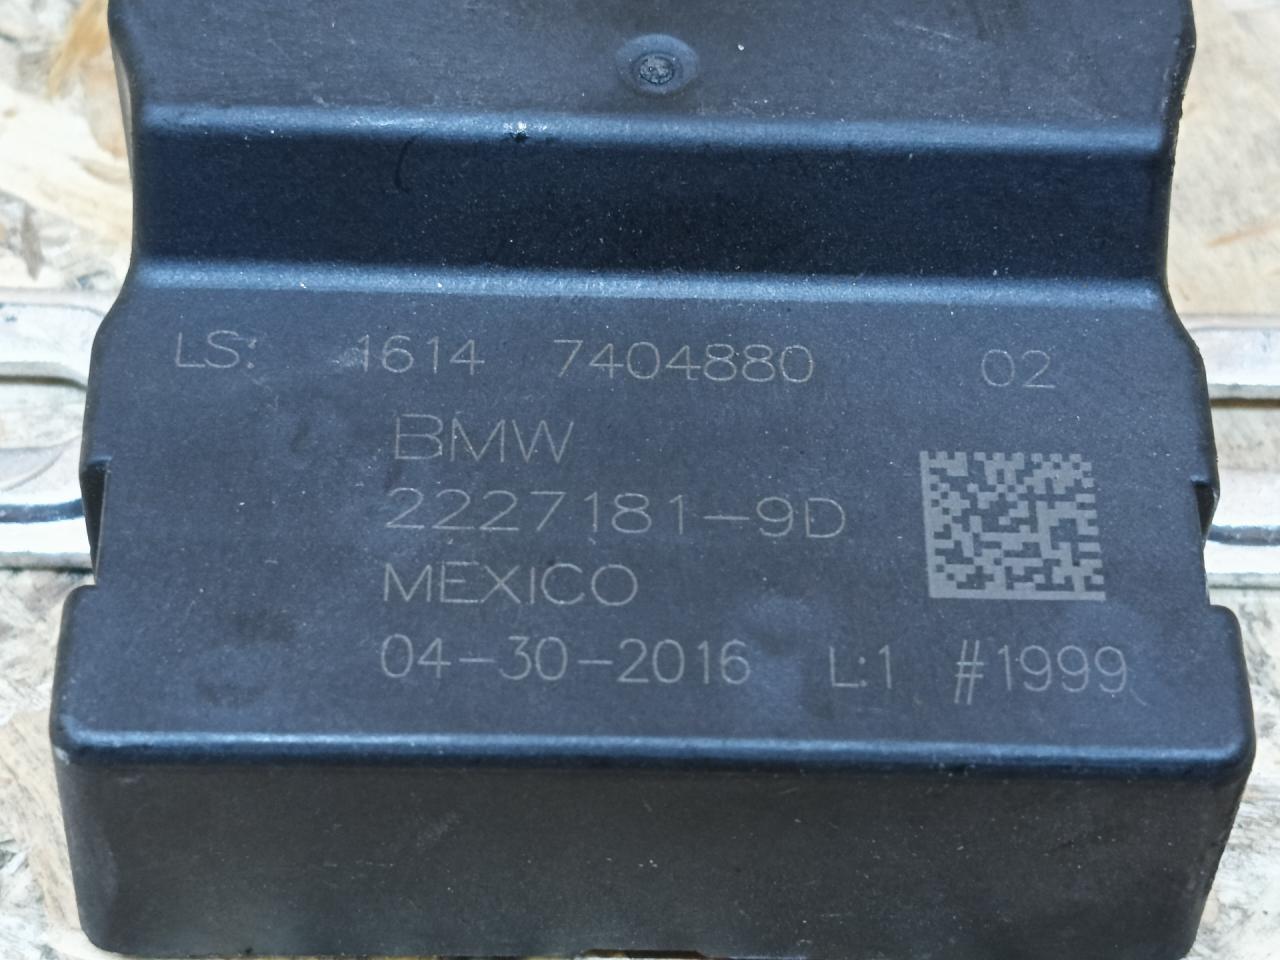 LS: 1614 7404880 02
BMW
2227181-9D
MEXICO
04-30-2016 L:1 #1999